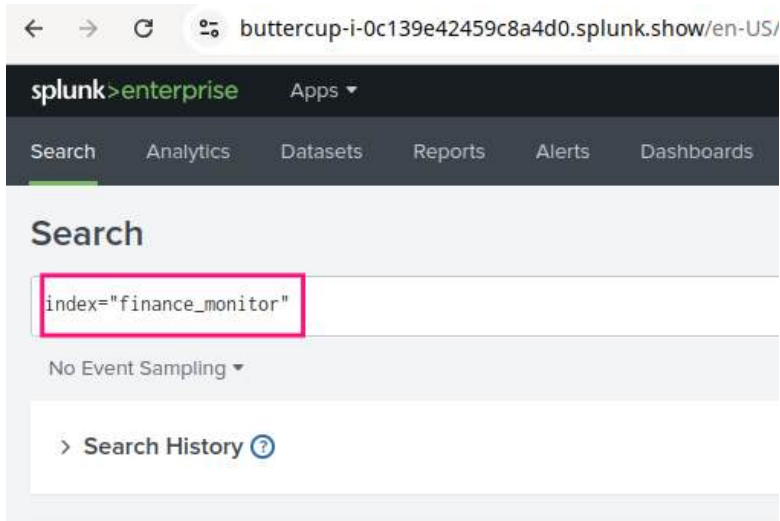 buttercup-i-0c139e42459c8a4d0.splunk.show/en-US/
splunk>enterprise Apps
Search Analytics Datasets Reports Alerts Dashboards
Search
index="finance_monitor"
No Event Sampling
> Search History ?